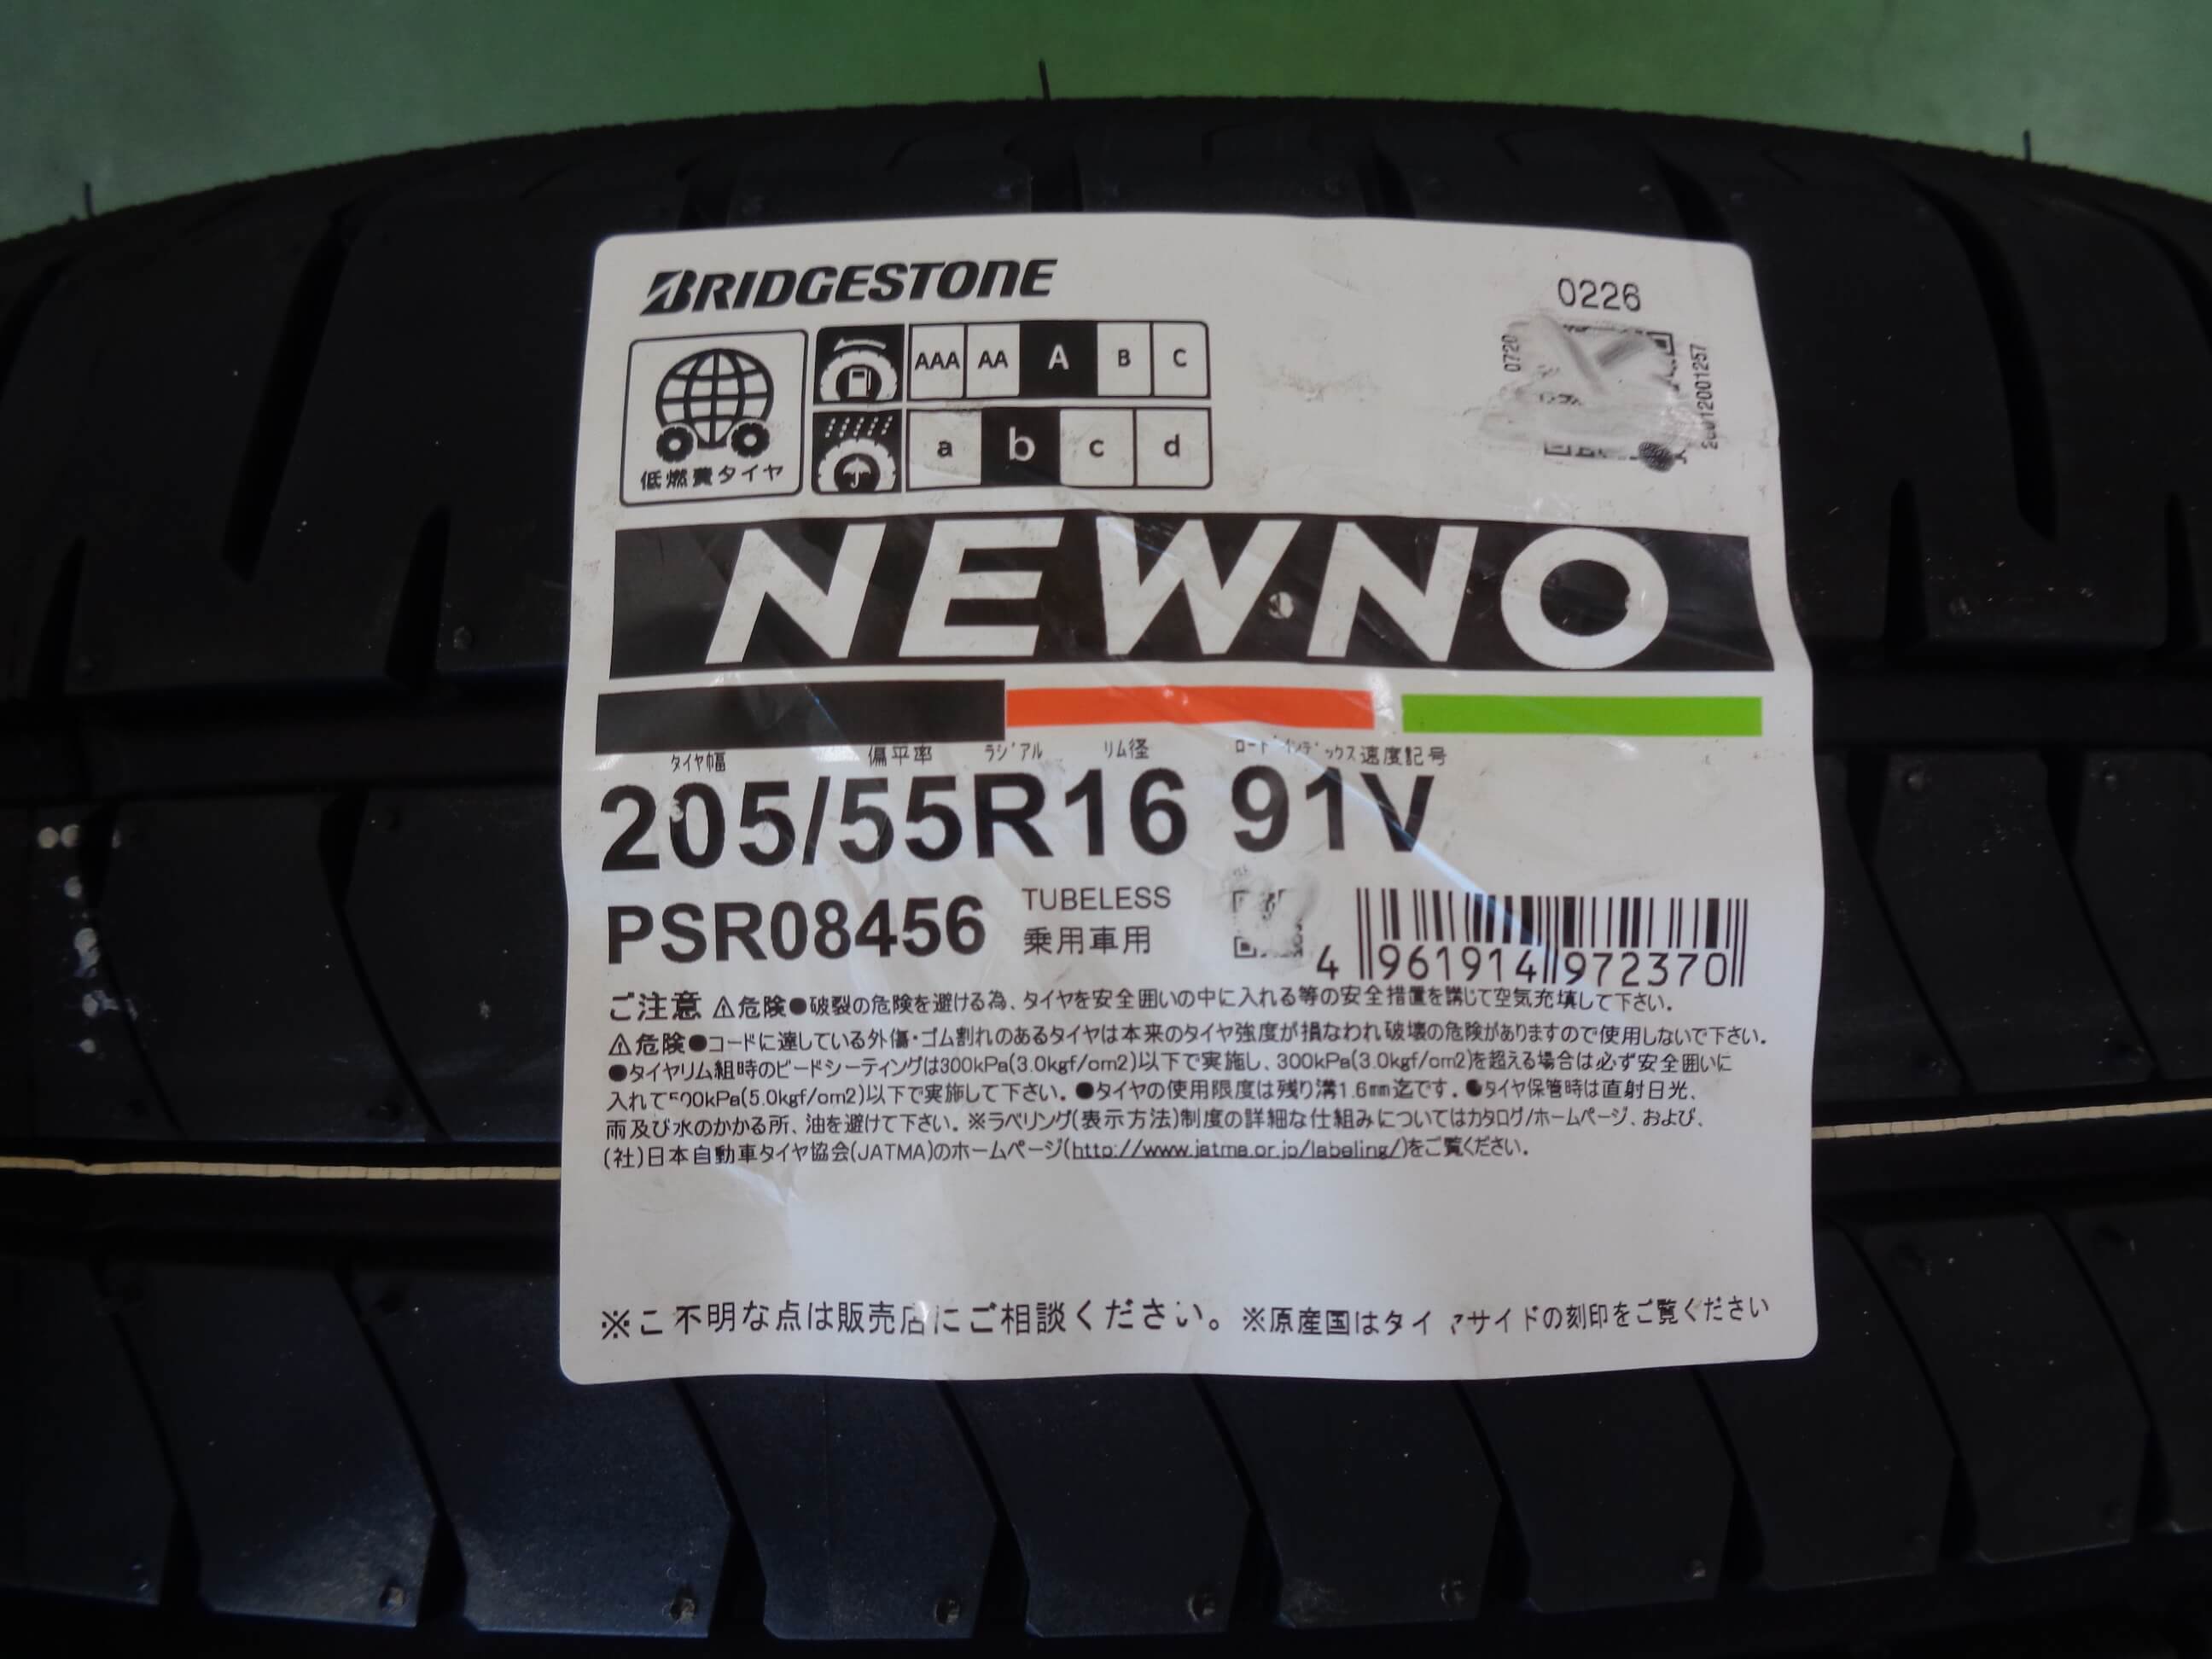 BRIDGESTONE
0226
0720
AAA AA A B C
a b c d
低燃費タイヤ
NEWNO
タイヤ幅 偏平率 ラジアル リム径 ロードインデックス 速度記号
205/55R16 91V
PSR08456 TUBELESS
乗用車用
4 961914 972370
ご注意 ⚠危険●破裂の危険を避ける為、タイヤを安全囲いの中に入れる等の安全措置を講じて空気充填して下さい。
⚠危険●コードに達している外傷・ゴム割れのあるタイヤは本来のタイヤ強度が損なわれ破壊の危険がありますので使用しないで下さい。
●タイヤリム組時のビードシーティングは300kPa(3.0kgf/cm2)以下で実施し、300kPa(3.0kgf/cm2)を超える場合は必ず安全囲いに
入れて500kPa(5.0kgf/cm2)以下で実施して下さい。●タイヤの使用限度は残り溝1.6mm迄です。●タイヤ保管時は直射日光、
雨及び水のかかる所、油を避けて下さい。※ラベリング(表示方法)制度の詳細な仕組みについてはカタログ/ホームページ、および、
(社)日本自動車タイヤ協会(JATMA)のホームページ(http://www.jatma.or.jp/labeling/)をご覧ください。
※ご不明な点は販売店にご相談ください。※原産国はタイヤサイドの刻印をご覧ください